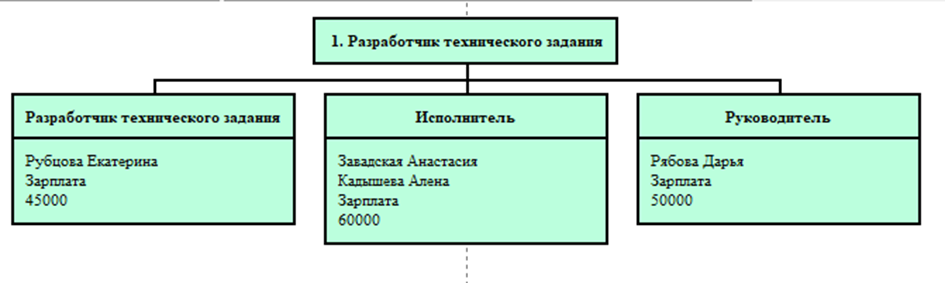 1. Разработчик технического задания
Разработчик технического задания
Рубцова Екатерина
Зарплата
45000
Исполнитель
Завадская Анастасия
Кадышева Алена
Зарплата
60000
Руководитель
Рябова Дарья
Зарплата
50000